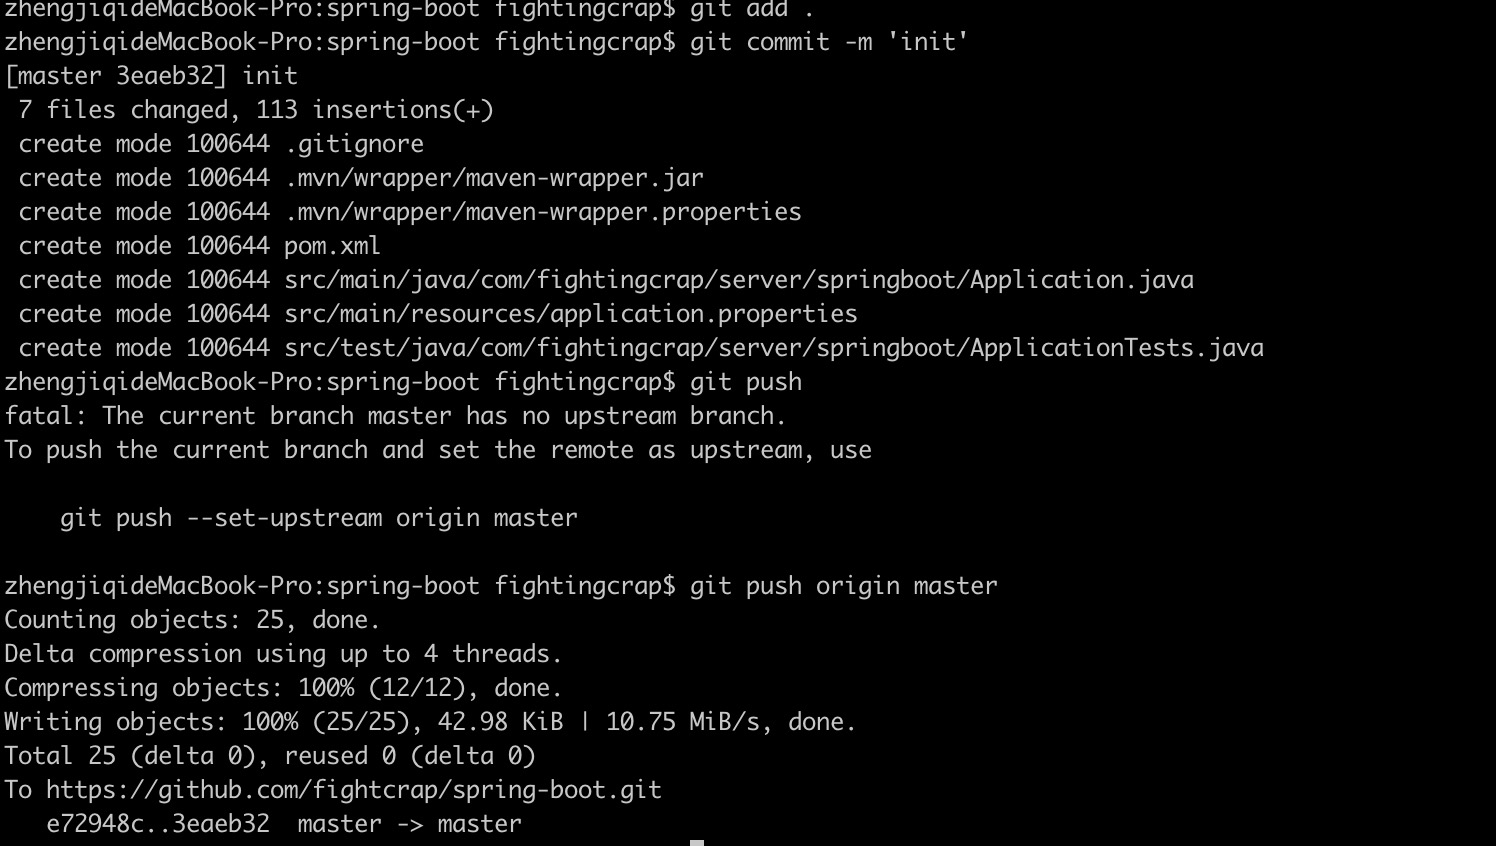 zhengjiqideMacBook-Pro:spring-boot fightingcrap$ git add .
zhengjiqideMacBook-Pro:spring-boot fightingcrap$ git commit -m 'init'
[master 3eaeb32] init
 7 files changed, 113 insertions(+)
 create mode 100644 .gitignore
 create mode 100644 .mvn/wrapper/maven-wrapper.jar
 create mode 100644 .mvn/wrapper/maven-wrapper.properties
 create mode 100644 pom.xml
 create mode 100644 src/main/java/com/fightingcrap/server/springboot/Application.java
 create mode 100644 src/main/resources/application.properties
 create mode 100644 src/test/java/com/fightingcrap/server/springboot/ApplicationTests.java
zhengjiqideMacBook-Pro:spring-boot fightingcrap$ git push
fatal: The current branch master has no upstream branch.
To push the current branch and set the remote as upstream, use

    git push --set-upstream origin master

zhengjiqideMacBook-Pro:spring-boot fightingcrap$ git push origin master
Counting objects: 25, done.
Delta compression using up to 4 threads.
Compressing objects: 100% (12/12), done.
Writing objects: 100% (25/25), 42.98 KiB | 10.75 MiB/s, done.
Total 25 (delta 0), reused 0 (delta 0)
To https://github.com/fightcrap/spring-boot.git
   e72948c..3eaeb32  master -> master